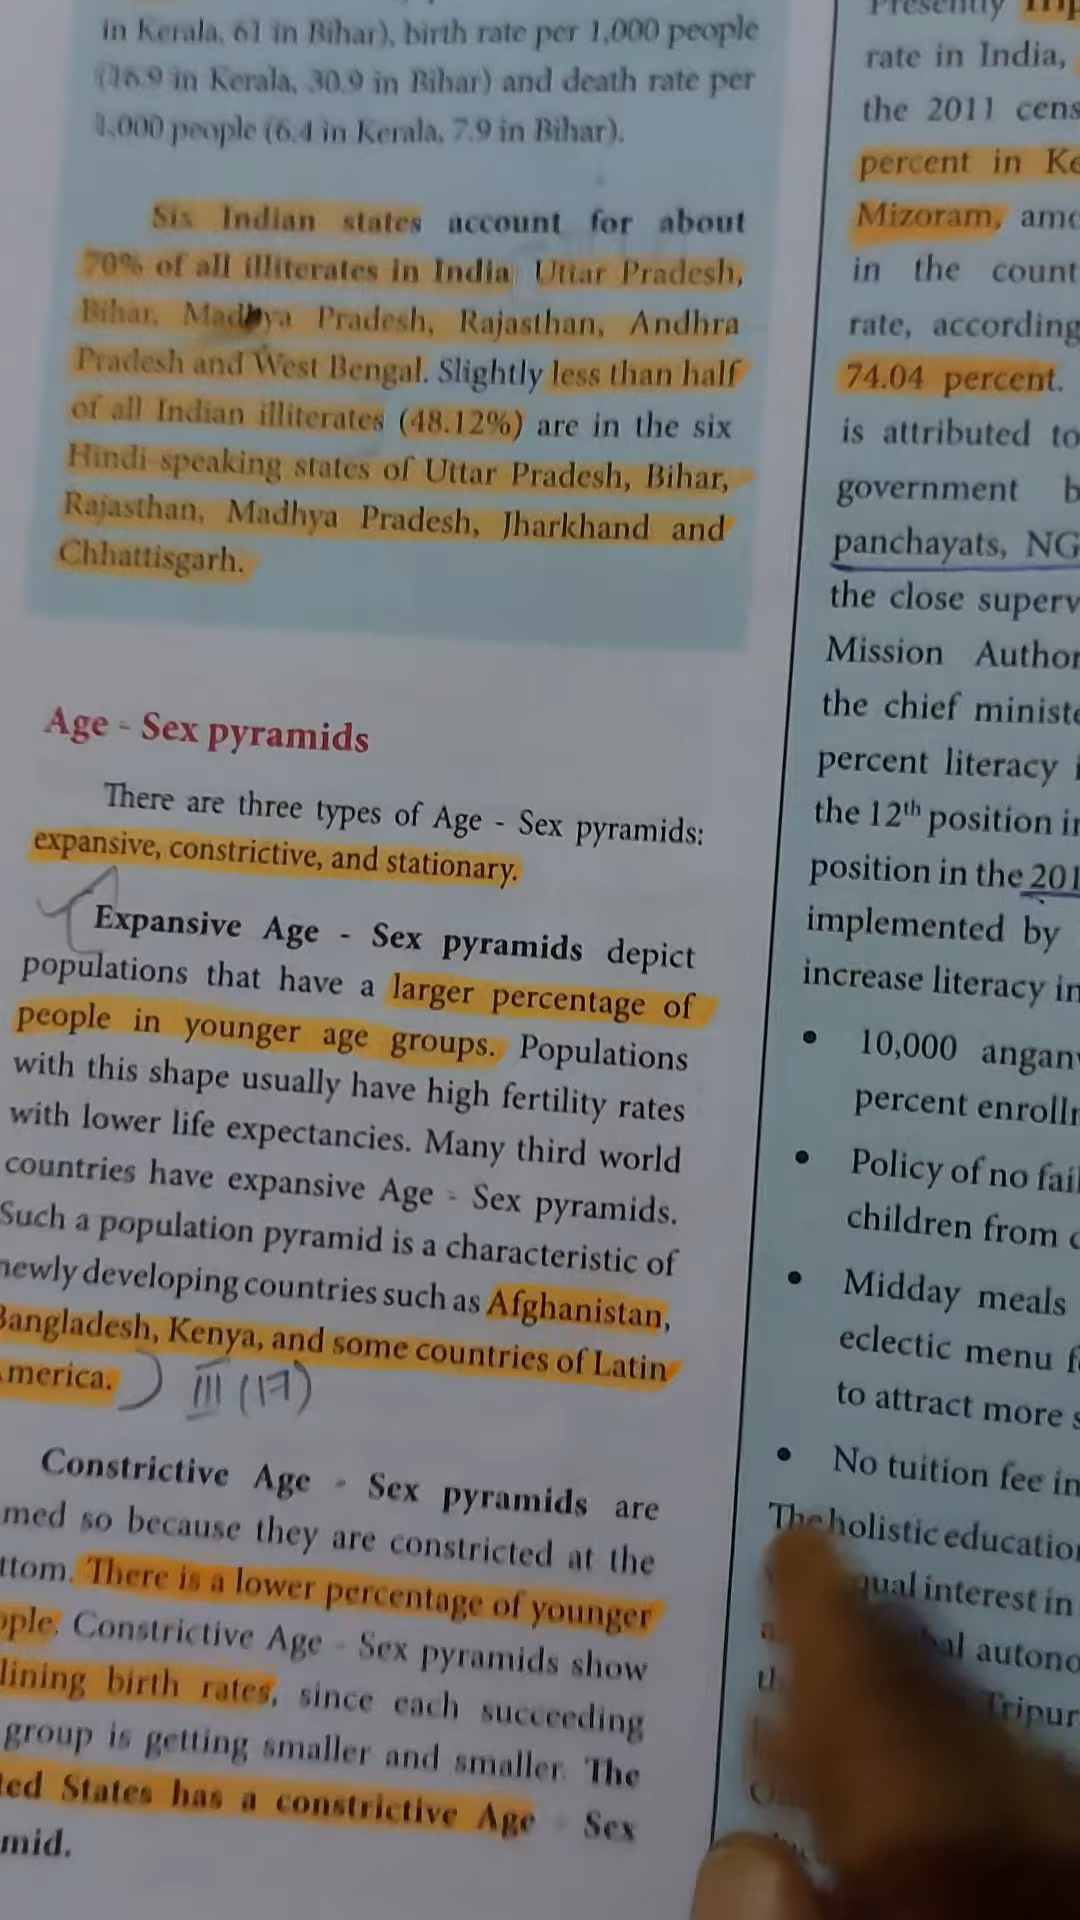 in Kerala, 61 in Bihar), birth rate per 1,000 people
(16.9 in Kerala, 30.9 in Bihar) and death rate per
1,000 people (6.4 in Kerala, 7.9 in Bihar).
Six Indian states account for about
70% of all illiterates in India Uttar Pradesh,
Bihar, Madhya Pradesh, Rajasthan, Andhra
Pradesh and West Bengal. Slightly less than half
of all Indian illiterates (48.12%) are in the six
Hindi-speaking states of Uttar Pradesh, Bihar,
Rajasthan, Madhya Pradesh, Jharkhand and
Chhattisgarh.
Age - Sex pyramids
There are three types of Age - Sex pyramids:
expansive, constrictive, and stationary.
Expansive Age - Sex pyramids depict
populations that have a larger percentage of
people in younger age groups. Populations
with this shape usually have high fertility rates
with lower life expectancies. Many third world
countries have expansive Age - Sex pyramids.
Such a population pyramid is a characteristic of
newly developing countries such as Afghanistan,
Bangladesh, Kenya, and some countries of Latin
merica. III (17)
Constrictive Age - Sex pyramids are
med so because they are constricted at the
ttom. There is a lower percentage of younger
ople. Constrictive Age - Sex pyramids show
lining birth rates, since each succeeding
group is getting smaller and smaller. The
ted States has a constrictive Age - Sex
mid.
Presently
rate in India,
the 2011 cens
percent in Ke
Mizoram, amo
in the count
rate, according
74.04 percent.
is attributed to
government b
panchayats, NG
the close superv
Mission Author
the chief ministe
percent literacy i
the 12th position in
position in the 201
implemented by
increase literacy in
• 10,000 angan
percent enrollm
• Policy of no fail
children from c
• Midday meals
eclectic menu f
to attract more s
• No tuition fee in
The holistic education
qual interest in
bal autono
Tripur